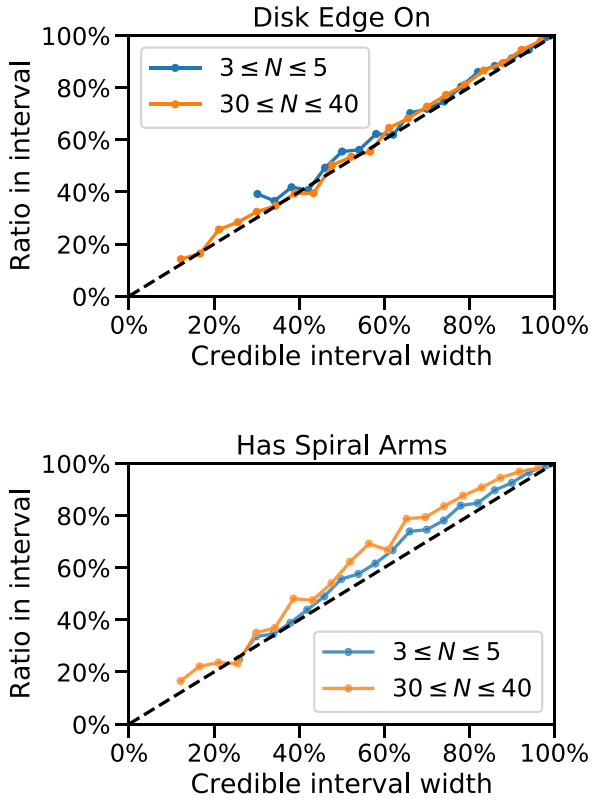 Disk Edge On
100%
80%
60%
40%
20%
0%
Ratio in interval
3 ≤ N ≤ 5
30 ≤ N ≤ 40
0% 20% 40% 60% 80% 100%
Credible interval width
Has Spiral Arms
100%
80%
60%
40%
20%
0%
Ratio in interval
3 ≤ N ≤ 5
30 ≤ N ≤ 40
0% 20% 40% 60% 80% 100%
Credible interval width